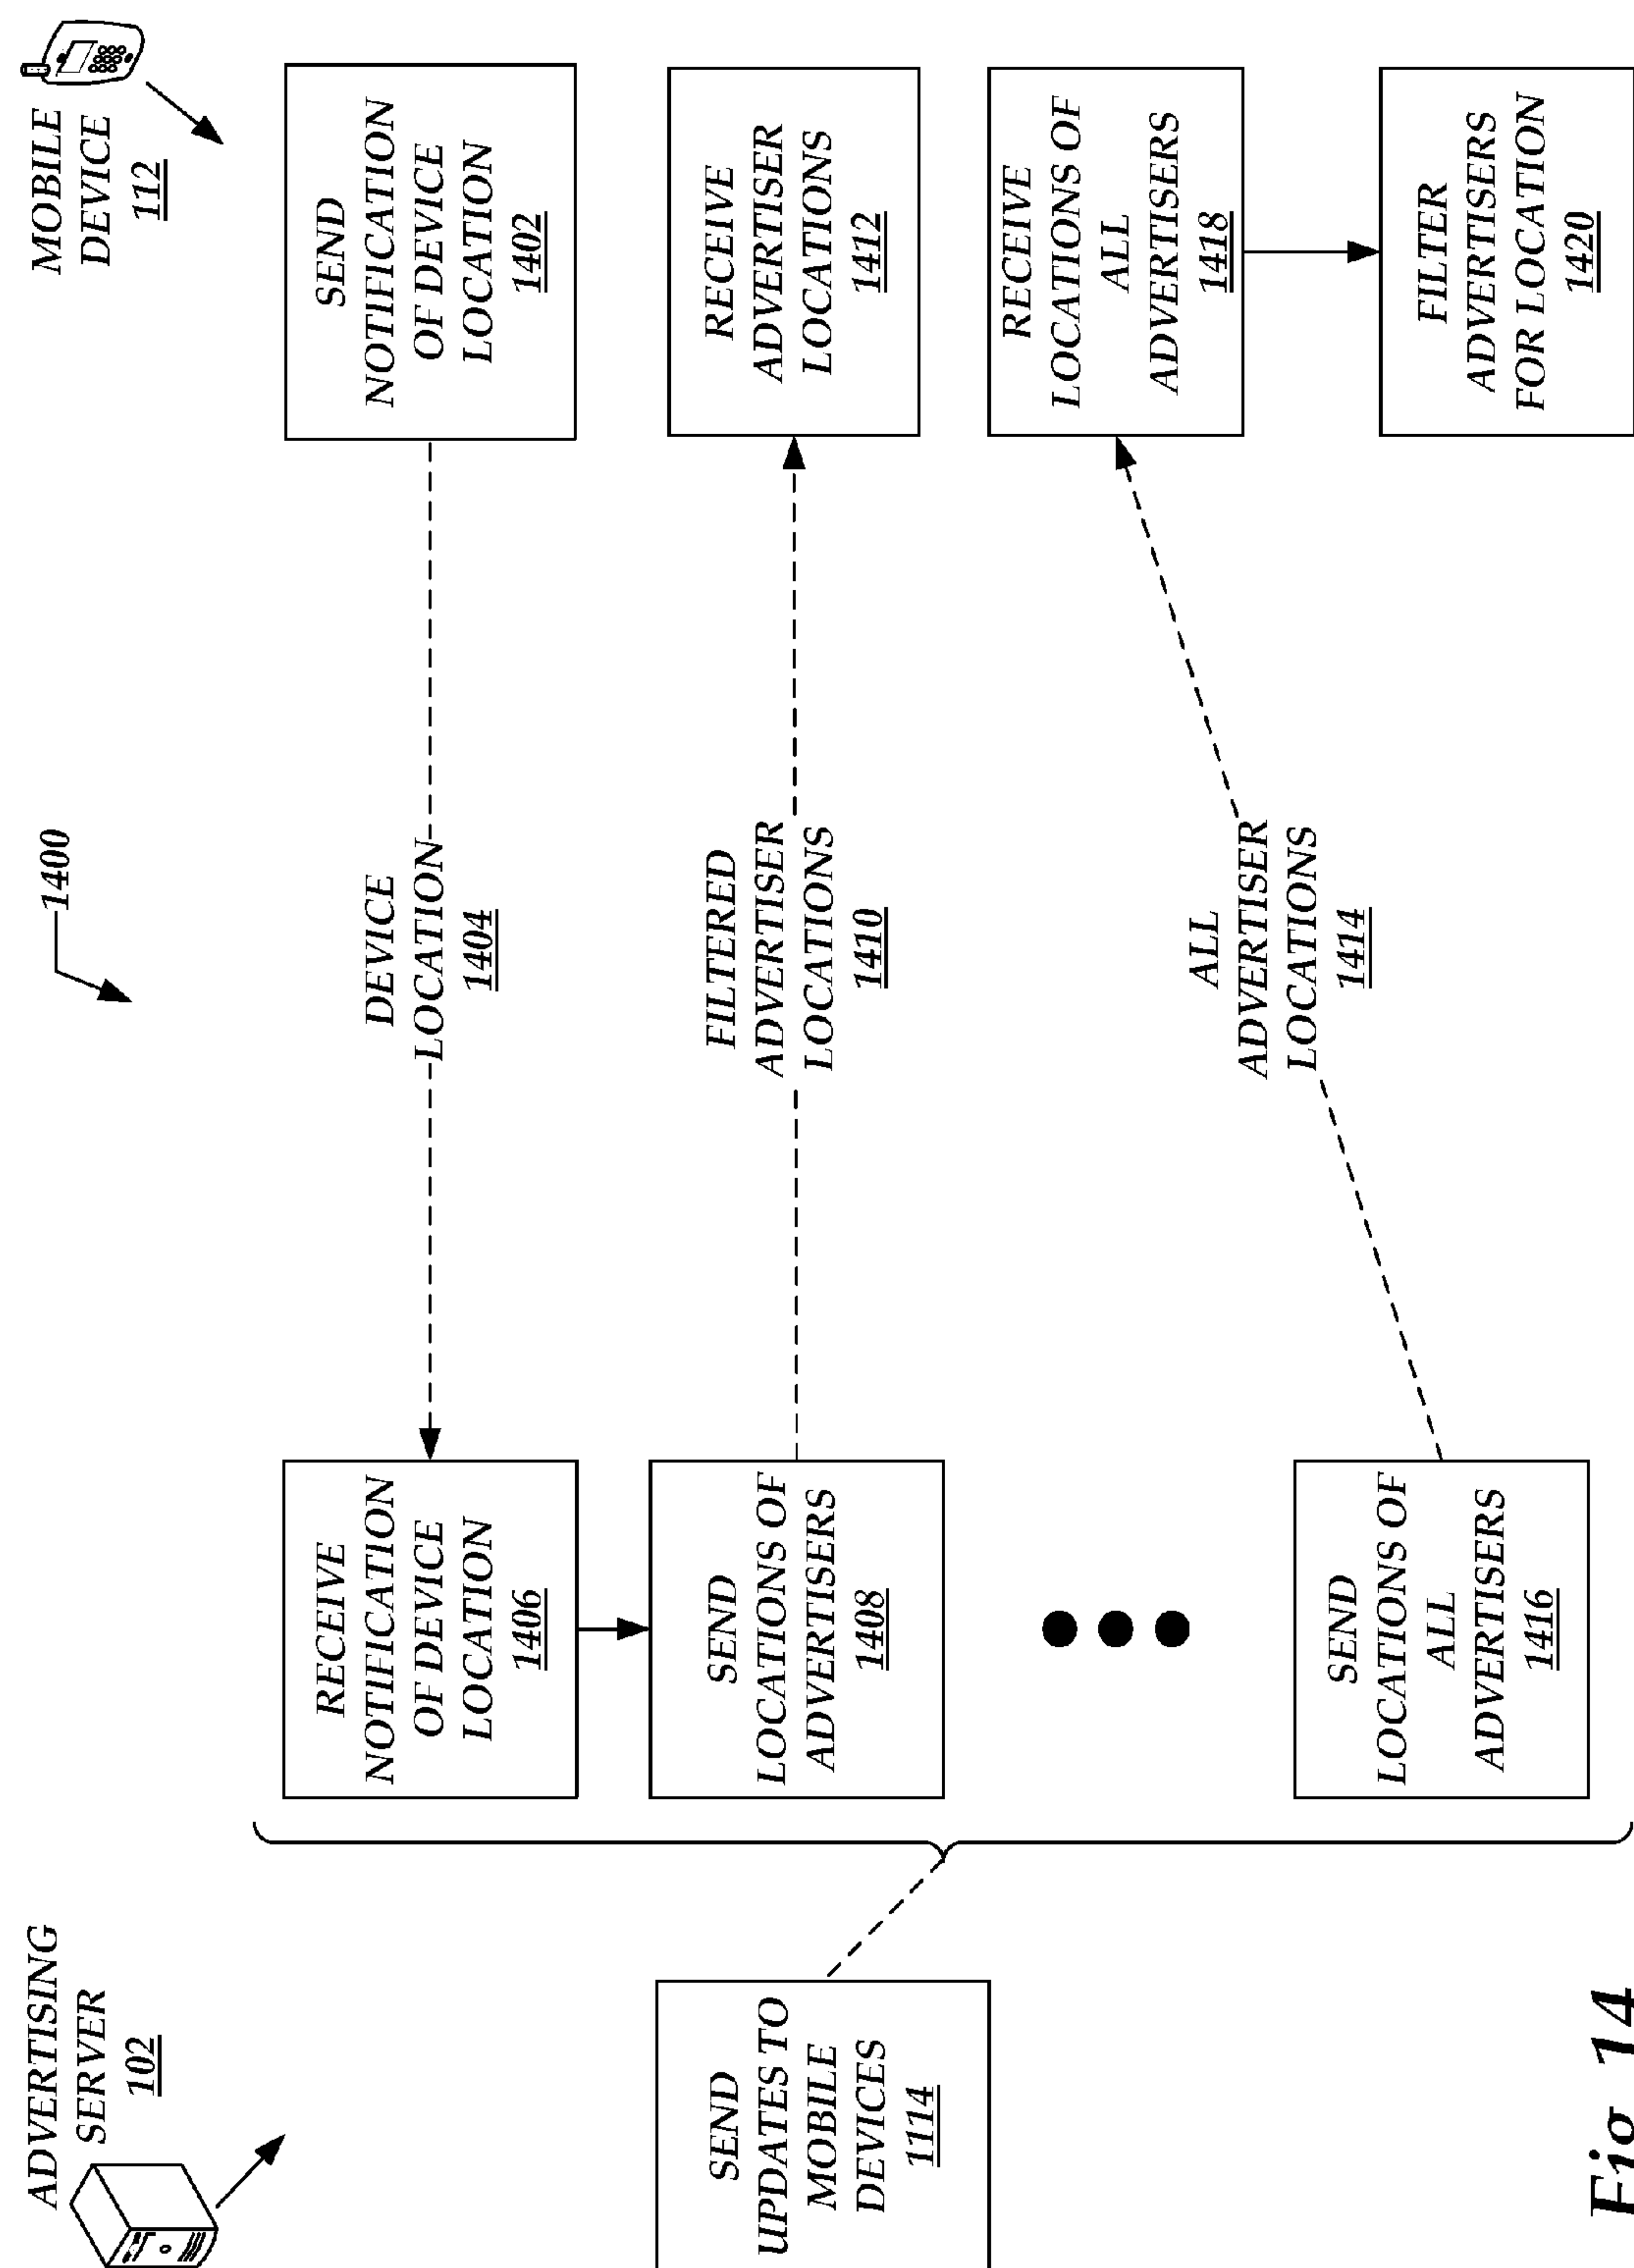 ADVERTISING
SERVER
102
1400
MOBILE
DEVICE
112
SEND
UPDATES TO
MOBILE
DEVICES
1114
RECEIVE
NOTIFICATION
OF DEVICE
LOCATION
1406
DEVICE
LOCATION
1404
SEND
NOTIFICATION
OF DEVICE
LOCATION
1402
SEND
LOCATIONS OF
ADVERTISERS
1408
FILTERED
ADVERTISER
LOCATIONS
1410
RECEIVE
ADVERTISER
LOCATIONS
1412
SEND
LOCATIONS OF
ALL
ADVERTISERS
1416
ALL
ADVERTISER
LOCATIONS
1414
RECEIVE
LOCATIONS OF
ALL
ADVERTISERS
1418
FILTER
ADVERTISERS
FOR LOCATION
1420
Fig. 14